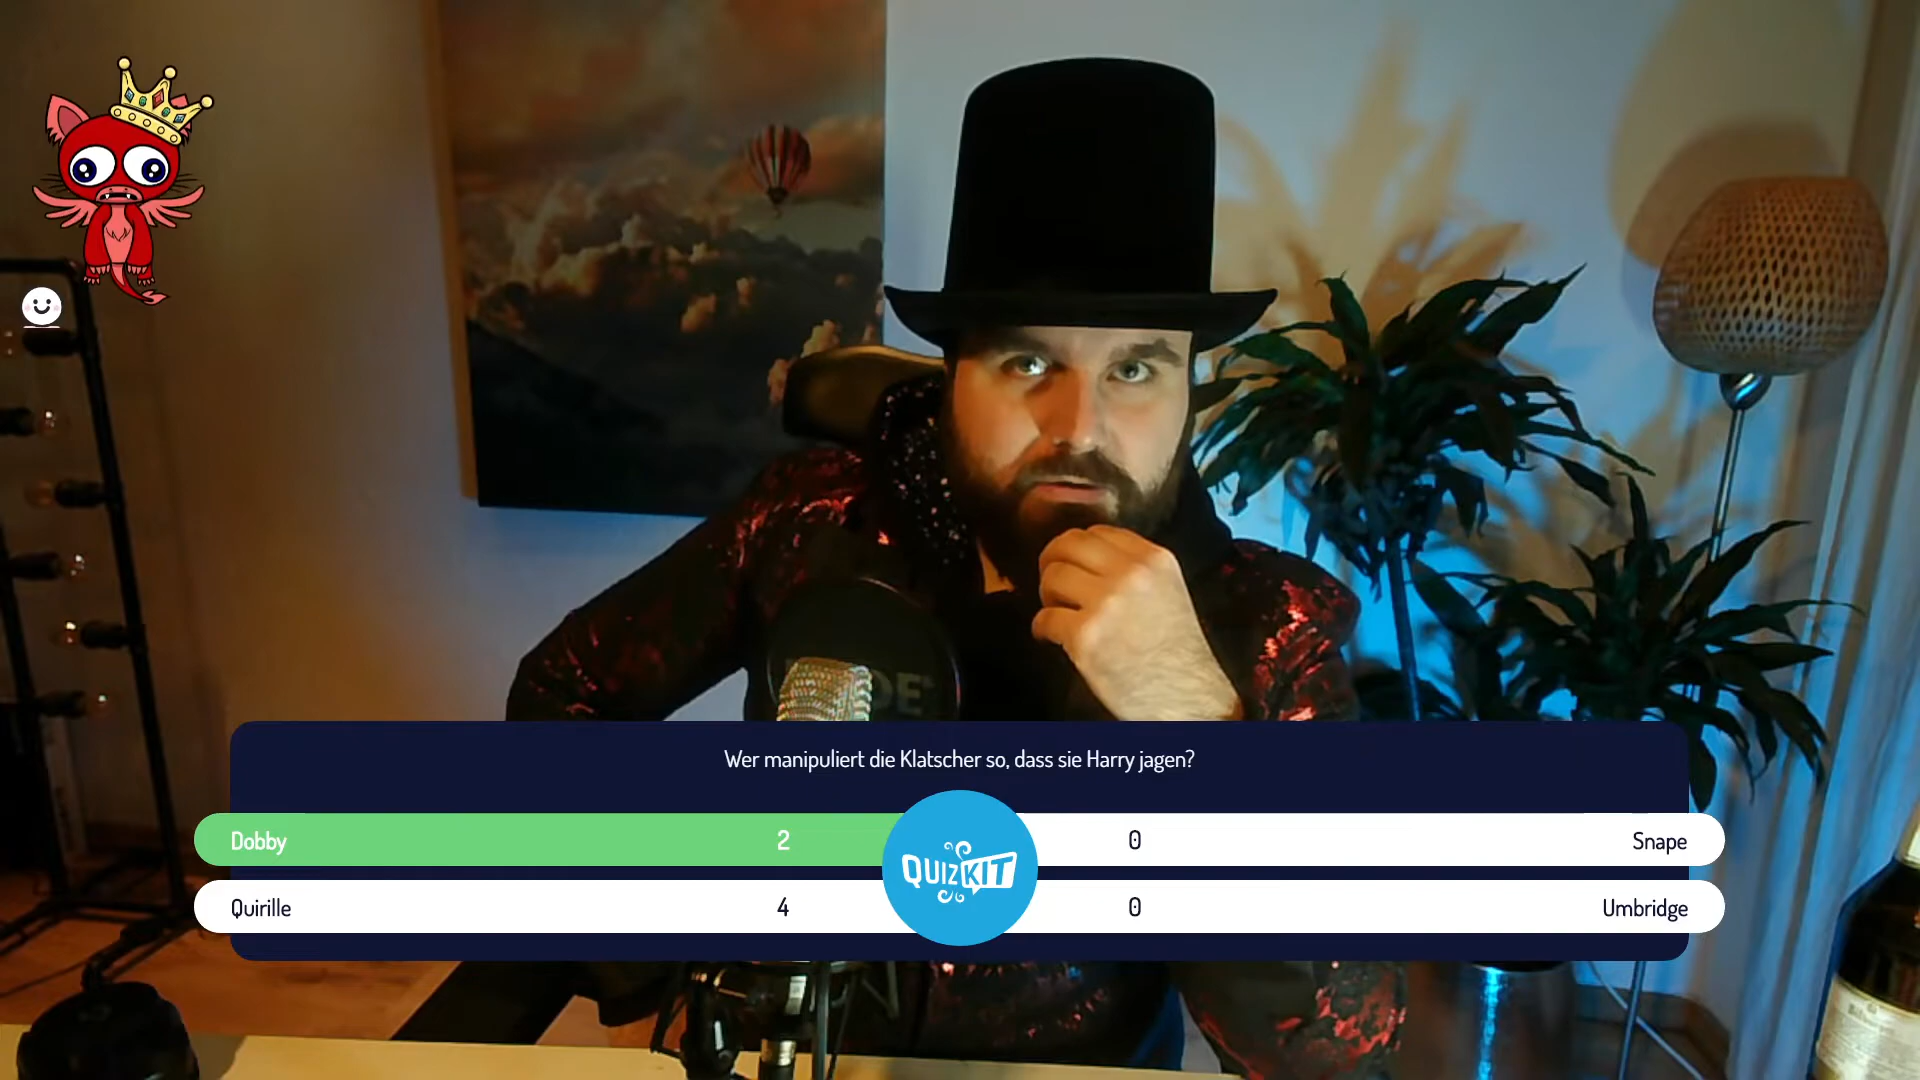 Wer manipuliert die Klatscher so, dass sie Harry jagen?
Dobby 2
0 Snape
QUIZKIT
Quirille 4
0 Umbridge